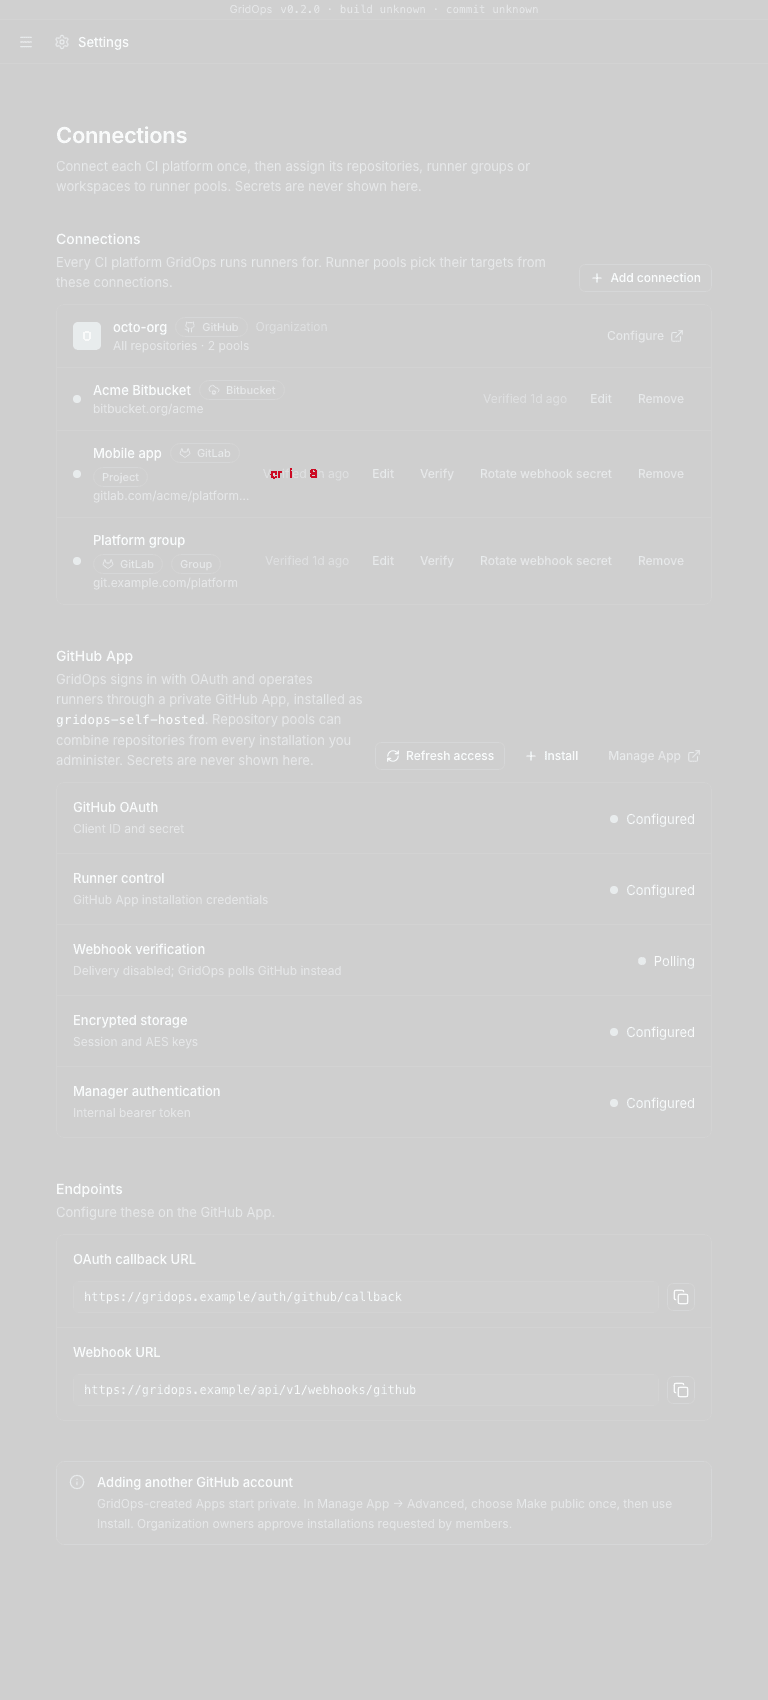 GridOps v0.2.0 · build unknown · commit unknown
Settings
Connections
Connect each CI platform once, then assign its repositories, runner groups or
workspaces to runner pools. Secrets are never shown here.
Connections
Every CI platform GridOps runs runners for. Runner pools pick their targets from
these connections.
Add connection
O
octo-org GitHub Organization
All repositories · 2 pools
Configure
Acme Bitbucket Bitbucket
bitbucket.org/acme
Verified 1d ago Edit Remove
Mobile app GitLab
Project
gitlab.com/acme/platform...
ago Edit Verify Rotate webhook secret Remove
Platform group
GitLab Group
git.example.com/platform
Verified 1d ago Edit Verify Rotate webhook secret Remove
GitHub App
GridOps signs in with OAuth and operates
runners through a private GitHub App, installed as
gridops-self-hosted. Repository pools can
combine repositories from every installation you
administer. Secrets are never shown here.
Refresh access Install Manage App
GitHub OAuth
Client ID and secret
Configured
Runner control
GitHub App installation credentials
Configured
Webhook verification
Delivery disabled; GridOps polls GitHub instead
Polling
Encrypted storage
Session and AES keys
Configured
Manager authentication
Internal bearer token
Configured
Endpoints
Configure these on the GitHub App.
OAuth callback URL
https://gridops.example/auth/github/callback
Webhook URL
https://gridops.example/api/v1/webhooks/github
Adding another GitHub account
GridOps-created Apps start private. In Manage App → Advanced, choose Make public once, then use
Install. Organization owners approve installations requested by members.